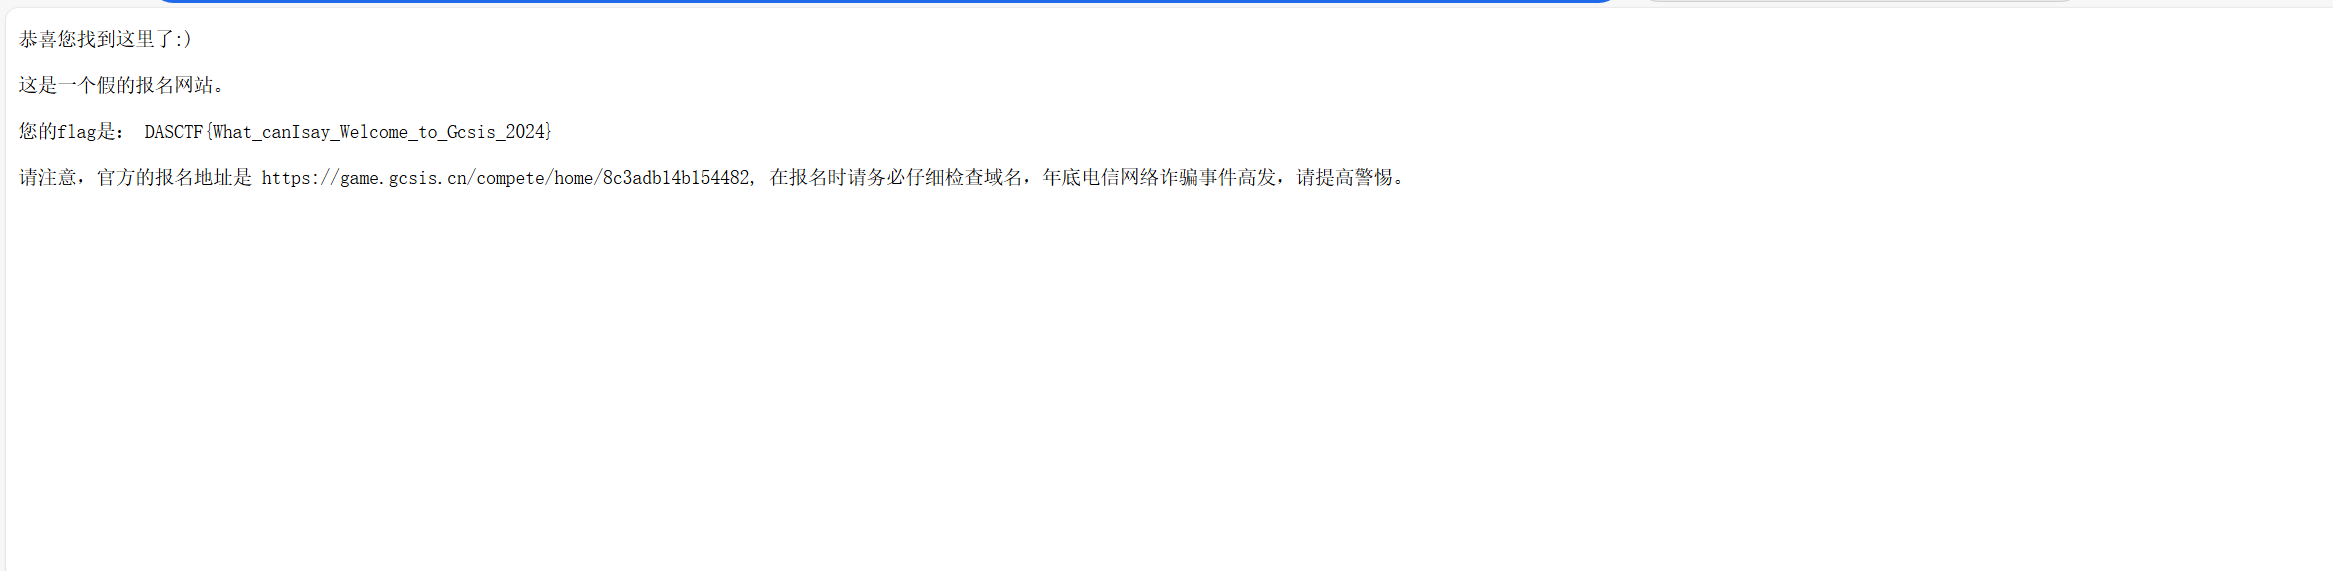 恭喜您找到这里了:)
这是一个假的报名网站。
您的flag是： DASCTF{What_canIsay_Welcome_to_Gcsis_2024}
请注意，官方的报名地址是 https://game.gcsis.cn/compete/home/8c3adb14b154482, 在报名时请务必仔细检查域名，年底电信网络诈骗事件高发，请提高警惕。